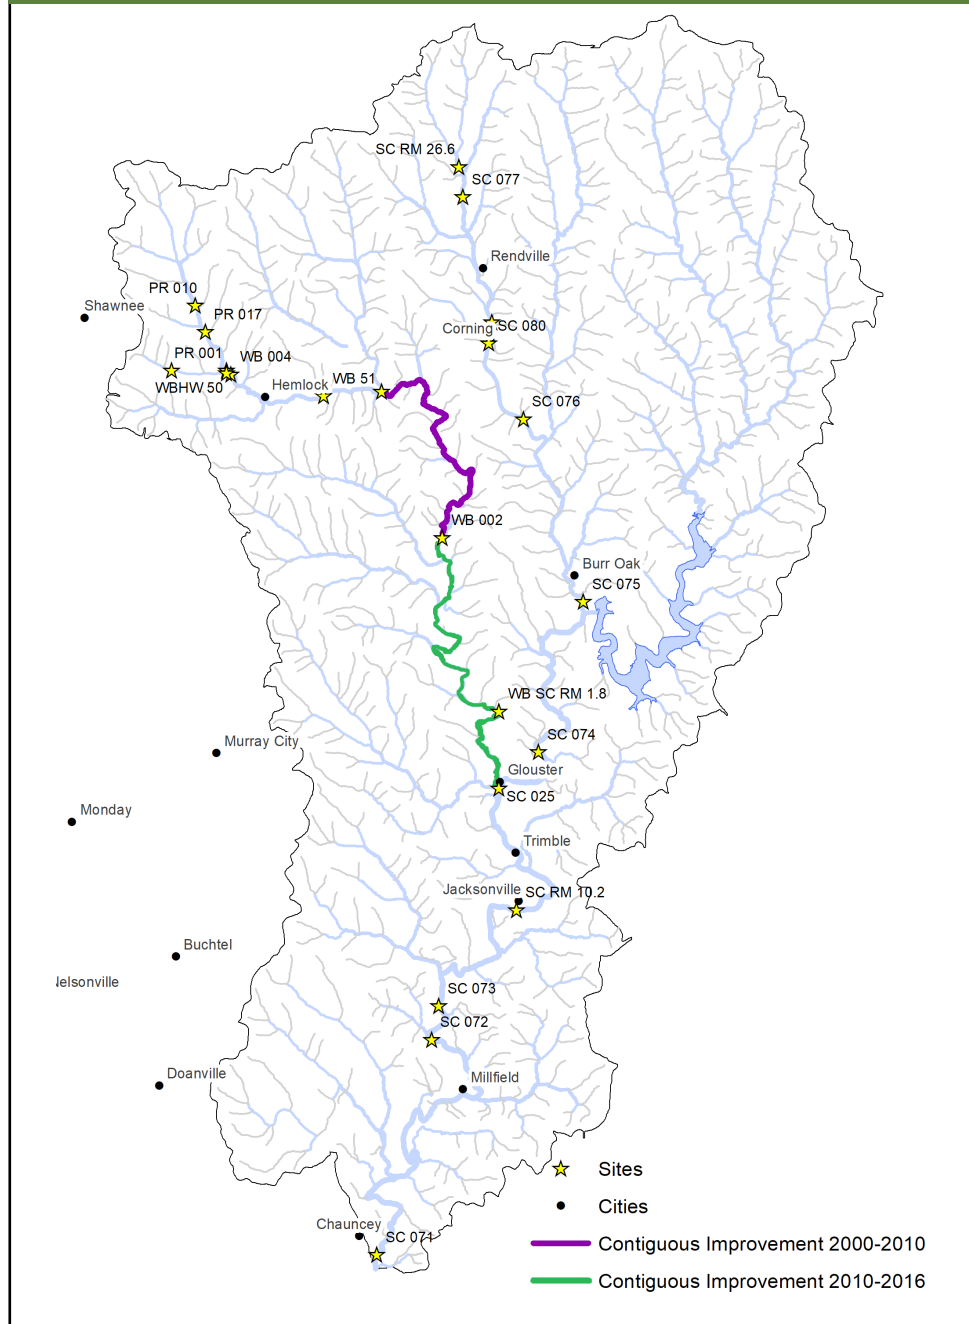 SC RM 26.6
SC 077
Rendville
PR 010
Shawnee
PR 017
Corning
SC 080
PR 001
WB 004
WBHW 50
Hemlock
WB 51
SC 076
WB 002
Burr Oak
SC 075
WB SC RM 1.8
SC 074
Murray City
Glouster
SC 025
Monday
Trimble
Jacksonville
SC RM 10.2
Buchtel
lelsonville
SC 073
SC 072
Doanville
Millfield
Sites
Cities
Chauncey
SC 071
Contiguous Improvement 2000-2010
Contiguous Improvement 2010-2016